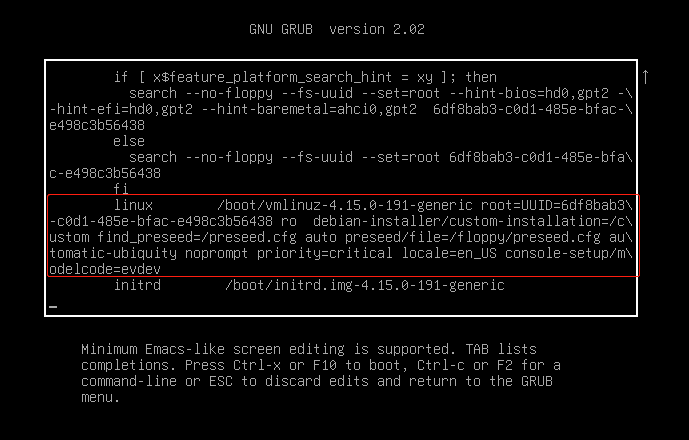 GNU GRUB  version 2.02
if [ x$feature_platform_search_hint = xy ]; then
search --no-floppy --fs-uuid --set=root --hint-bios=hd0,gpt2 -\
-hint-efi=hd0,gpt2 --hint-baremetal=ahci0,gpt2  6df8bab3-c0d1-485e-bfac-\
e498c3b56438
else
search --no-floppy --fs-uuid --set=root 6df8bab3-c0d1-485e-bfa\
c-e498c3b56438
fi
linux        /boot/vmlinuz-4.15.0-191-generic root=UUID=6df8bab3\
-c0d1-485e-bfac-e498c3b56438 ro  debian-installer/custom-installation=/c\
ustom find_preseed=/preseed.cfg auto preseed/file=/floppy/preseed.cfg au\
tomatic-ubiquity noprompt priority=critical locale=en_US console-setup/m\
odelcode=evdev
initrd       /boot/initrd.img-4.15.0-191-generic
Minimum Emacs-like screen editing is supported. TAB lists
completions. Press Ctrl-x or F10 to boot, Ctrl-c or F2 for a
command-line or ESC to discard edits and return to the GRUB
menu.